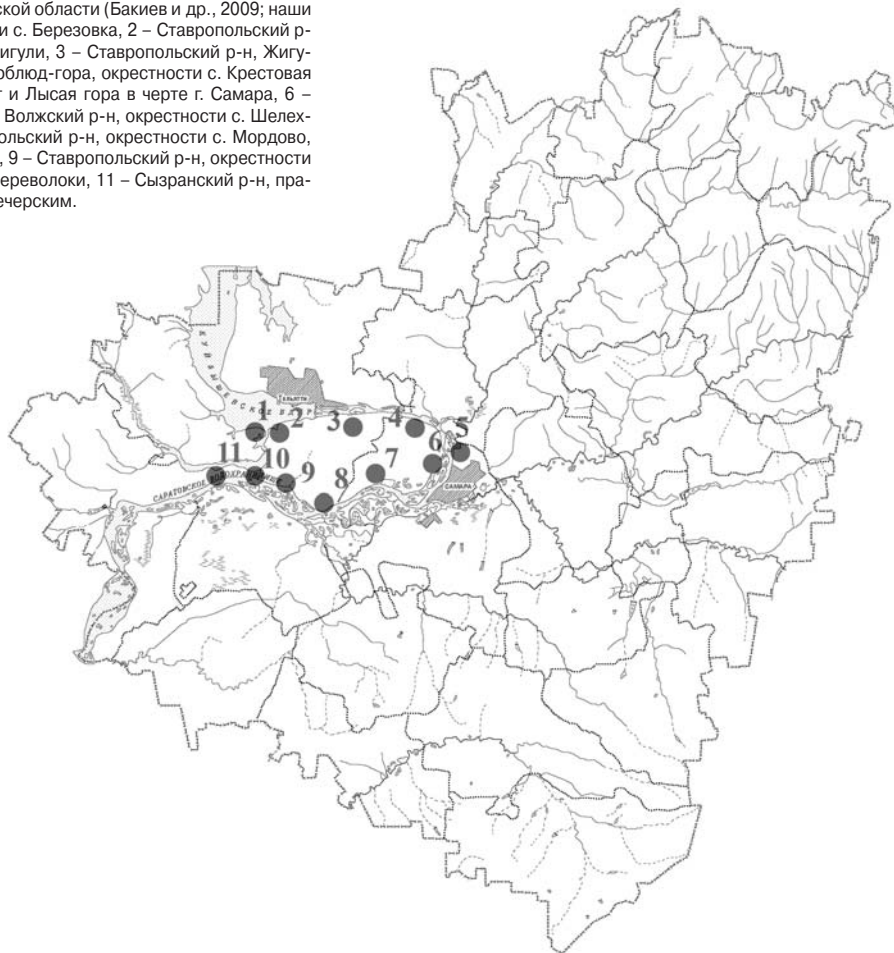 ской области (Бакиев и др., 2009; наши
и с. Березовка, 2 – Ставропольский р-
игули, 3 – Ставропольский р-н, Жигу-
рблюд-гора, окрестности с. Крестовая
т и Лысая гора в черте г. Самара, 6 –
Волжский р-н, окрестности с. Шелех-
ольский р-н, окрестности с. Мордово,
, 9 – Ставропольский р-н, окрестности
ереволоки, 11 – Сызранский р-н, пра-
ечерским.
1
2
3
4
5
6
7
8
9
10
11
САРАТОВСКОЕ
САМАРА